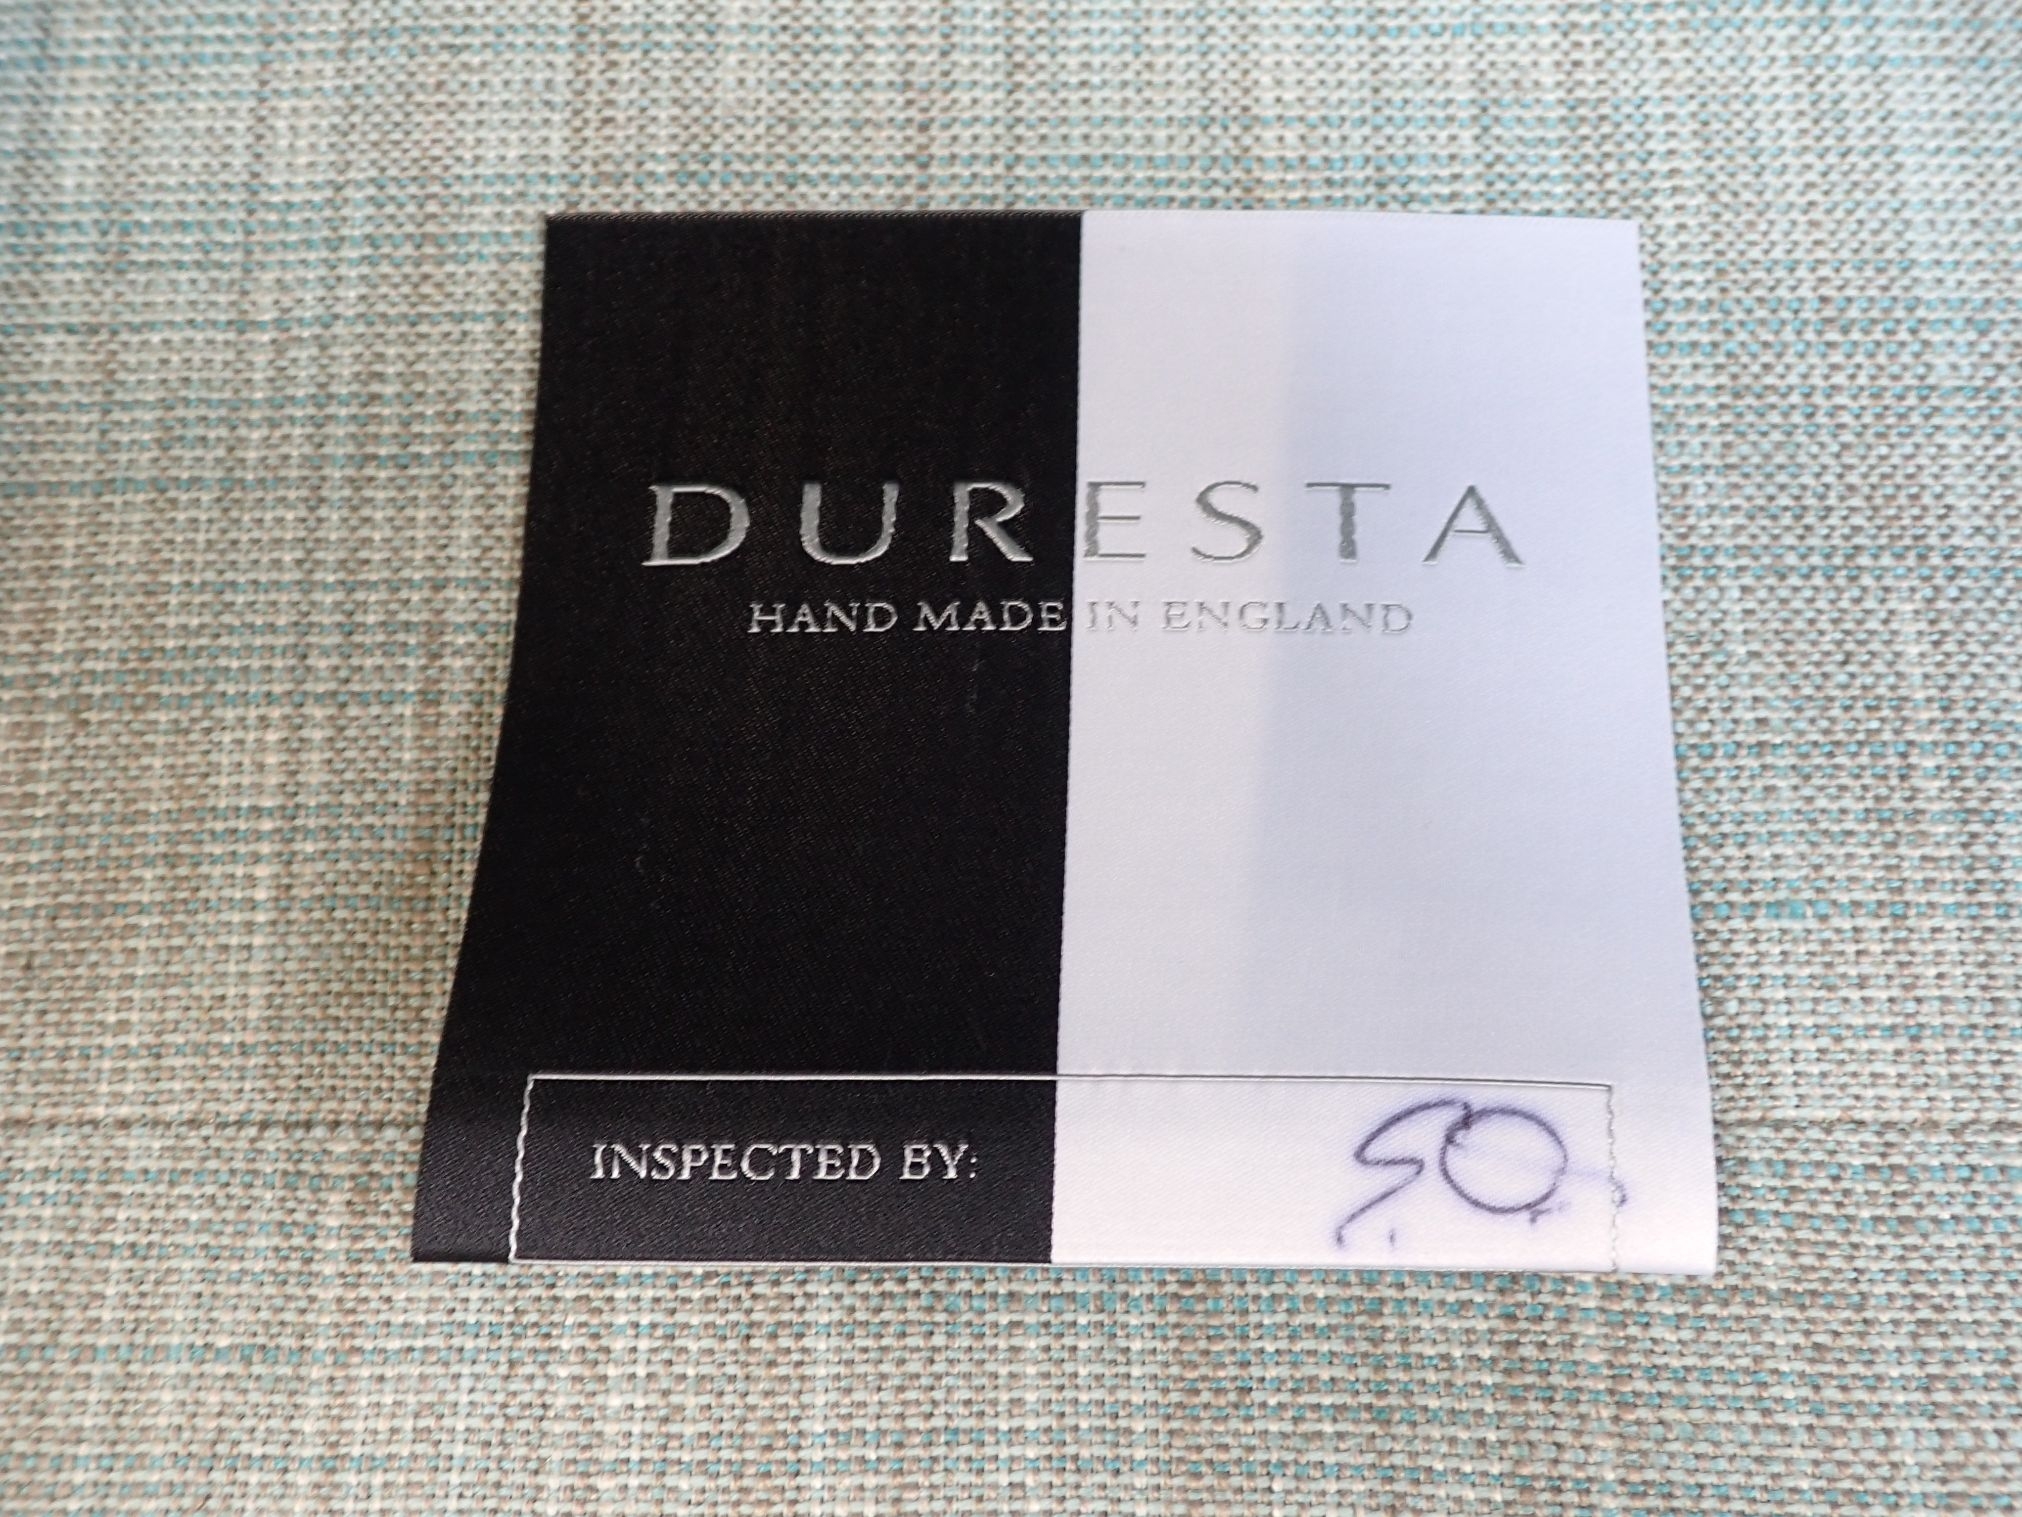 DURESTA
HAND MADE IN ENGLAND
INSPECTED BY: